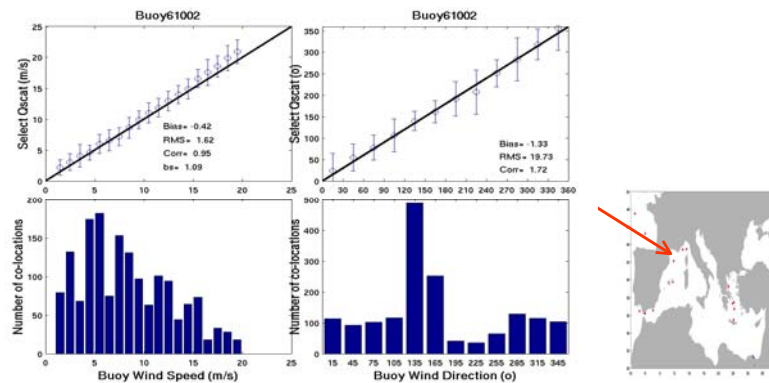 Buoy61002
Select Qscat (m/s)
25
20
15
10
5
0
0 5 10 15 20 25
Bias= -0.42
RMS= 1.62
Corr= 0.95
bs= 1.09
Buoy61002
Select Qscat (o)
350
300
250
200
150
100
50
0
0 30 60 90 120 150 180 210 240 270 300 330 360
Bias= -1.33
RMS= 19.73
Corr= 1.72
Number of co-locations
200
150
100
50
0
0 5 10 15 20 25
Buoy Wind Speed (m/s)
Number of co-locations
500
400
300
200
100
0
15 45 75 105 135 165 195 225 255 285 315 345
Buoy Wind Direction (o)